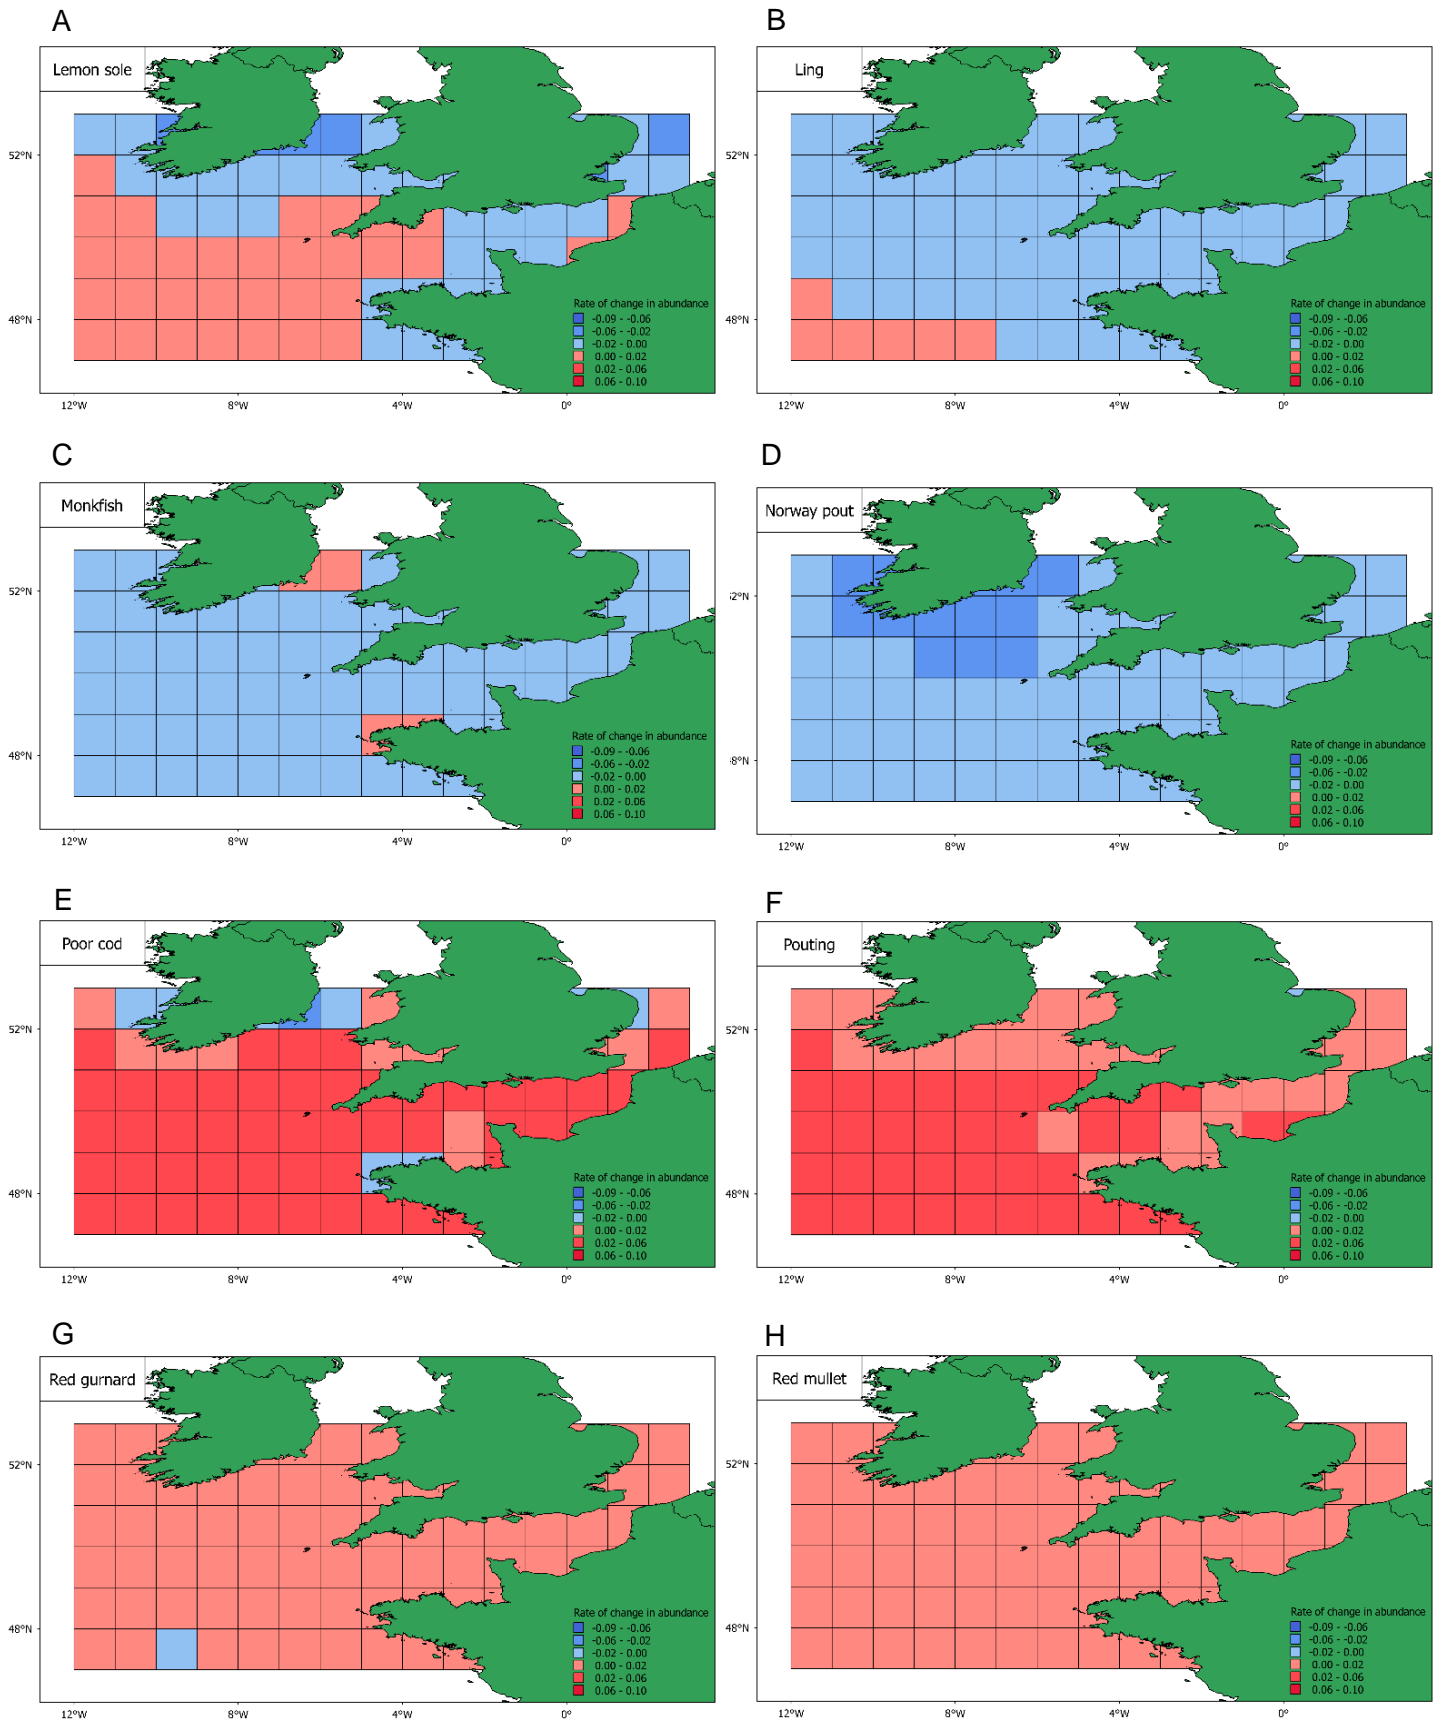 A
B
Lemon sole
Ling
52°N
48°N
52°N
48°N
Rate of change in abundance
-0.09 - -0.06
-0.06 - -0.02
-0.02 - 0.00
0.00 - 0.02
0.02 - 0.06
0.06 - 0.10
Rate of change in abundance
-0.09 - -0.06
-0.06 - -0.02
-0.02 - 0.00
0.00 - 0.02
0.02 - 0.06
0.06 - 0.10
12°W 8°W 4°W 0°
12°W 8°W 4°W 0°
C
D
Monkfish
Norway pout
52°N
48°N
2°N
8°N
Rate of change in abundance
-0.09 - -0.06
-0.06 - -0.02
-0.02 - 0.00
0.00 - 0.02
0.02 - 0.06
0.06 - 0.10
Rate of change in abundance
-0.09 - -0.06
-0.06 - -0.02
-0.02 - 0.00
0.00 - 0.02
0.02 - 0.06
0.06 - 0.10
12°W 8°W 4°W 0°
12°W 8°W 4°W 0°
E
F
Poor cod
Pouting
52°N
48°N
52°N
48°N
Rate of change in abundance
-0.09 - -0.06
-0.06 - -0.02
-0.02 - 0.00
0.00 - 0.02
0.02 - 0.06
0.06 - 0.10
Rate of change in abundance
-0.09 - -0.06
-0.06 - -0.02
-0.02 - 0.00
0.00 - 0.02
0.02 - 0.06
0.06 - 0.10
12°W 8°W 4°W 0°
12°W 8°W 4°W 0°
G
H
Red gurnard
Red mullet
52°N
48°N
52°N
48°N
Rate of change in abundance
-0.09 - -0.06
-0.06 - -0.02
-0.02 - 0.00
0.00 - 0.02
0.02 - 0.06
0.06 - 0.10
Rate of change in abundance
-0.09 - -0.06
-0.06 - -0.02
-0.02 - 0.00
0.00 - 0.02
0.02 - 0.06
0.06 - 0.10
12°W 8°W 4°W 0°
12°W 8°W 4°W 0°